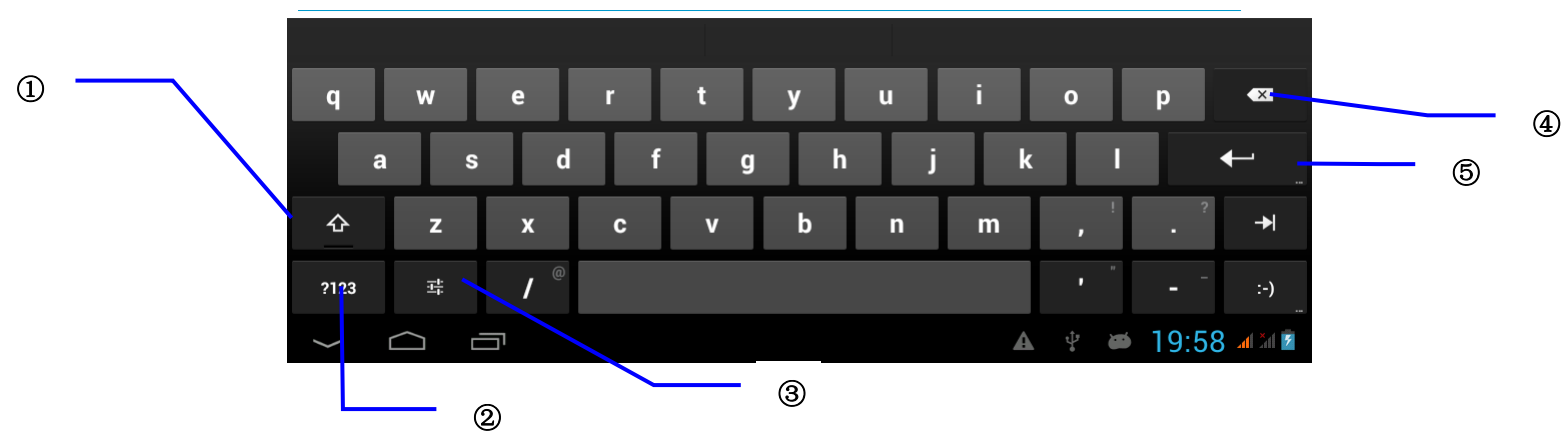 ①
q w e r t y u i o p
④
a s d f g h j k l
⑤
z x c v b n m , ! . ?
?123 / @ ' " - _ :-)
19:58
③
②